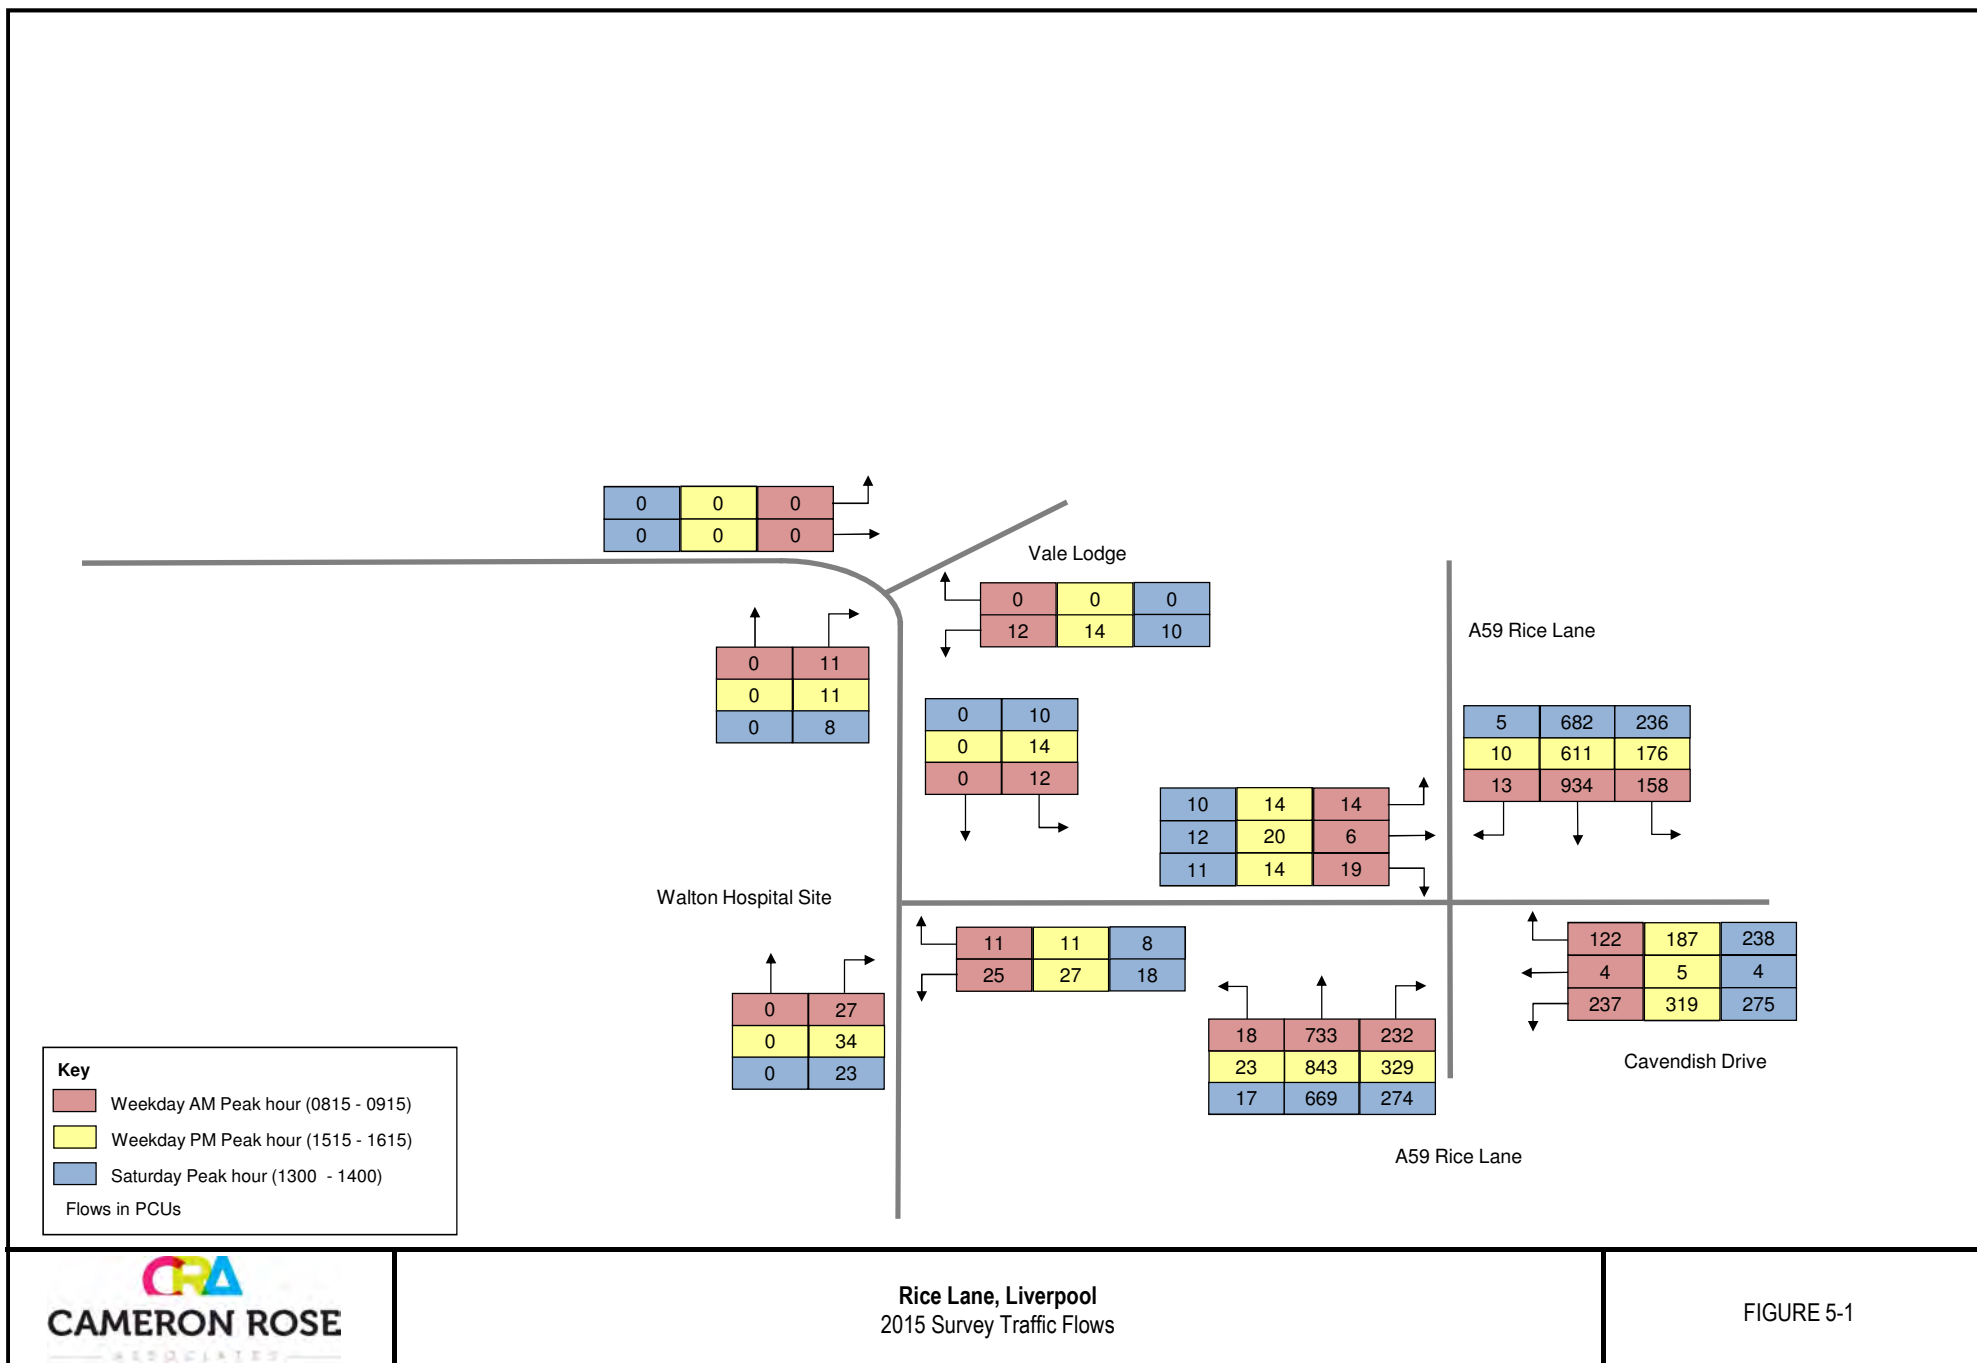 0 0 0
0 0 0
Vale Lodge
0 0 0
12 14 10
A59 Rice Lane
0 11
0 11
0 8
0 10
0 14
0 12
5 682 236
10 611 176
13 934 158
10 14 14
12 20 6
11 14 19
Walton Hospital Site
11 11 8
25 27 18
122 187 238
4 5 4
237 319 275
0 27
0 34
0 23
18 733 232
23 843 329
17 669 274
Cavendish Drive
A59 Rice Lane
Key
Weekday AM Peak hour (0815 - 0915)
Weekday PM Peak hour (1515 - 1615)
Saturday Peak hour (1300 - 1400)
Flows in PCUs
CRA
CAMERON ROSE
ASSOCIATES
Rice Lane, Liverpool
2015 Survey Traffic Flows
FIGURE 5-1